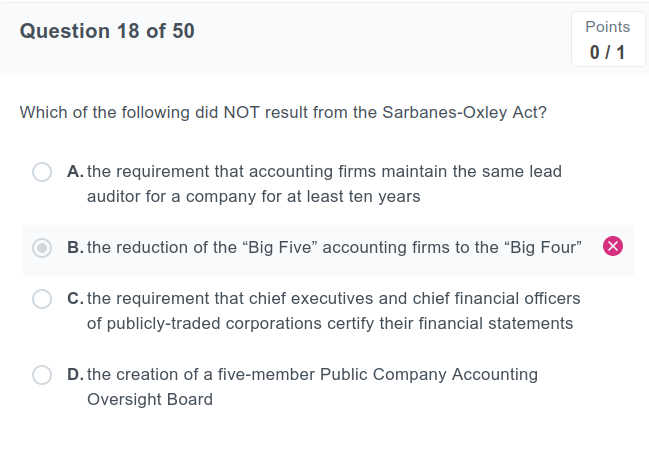 Question 18 of 50
Points
0 / 1
Which of the following did NOT result from the Sarbanes-Oxley Act?
A. the requirement that accounting firms maintain the same lead
auditor for a company for at least ten years
B. the reduction of the “Big Five” accounting firms to the “Big Four”
C. the requirement that chief executives and chief financial officers
of publicly-traded corporations certify their financial statements
D. the creation of a five-member Public Company Accounting
Oversight Board